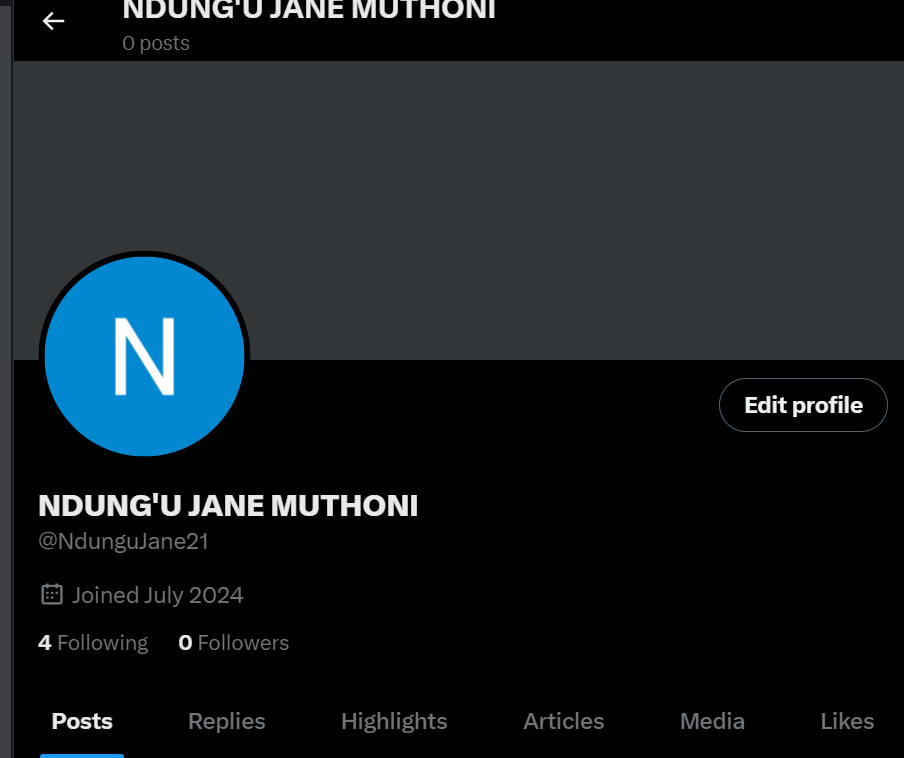 NDUNG'U JANE MUTHONI
0 posts
N
Edit profile
NDUNG'U JANE MUTHONI
@NdunguJane21
Joined July 2024
4 Following 0 Followers
Posts Replies Highlights Articles Media Likes